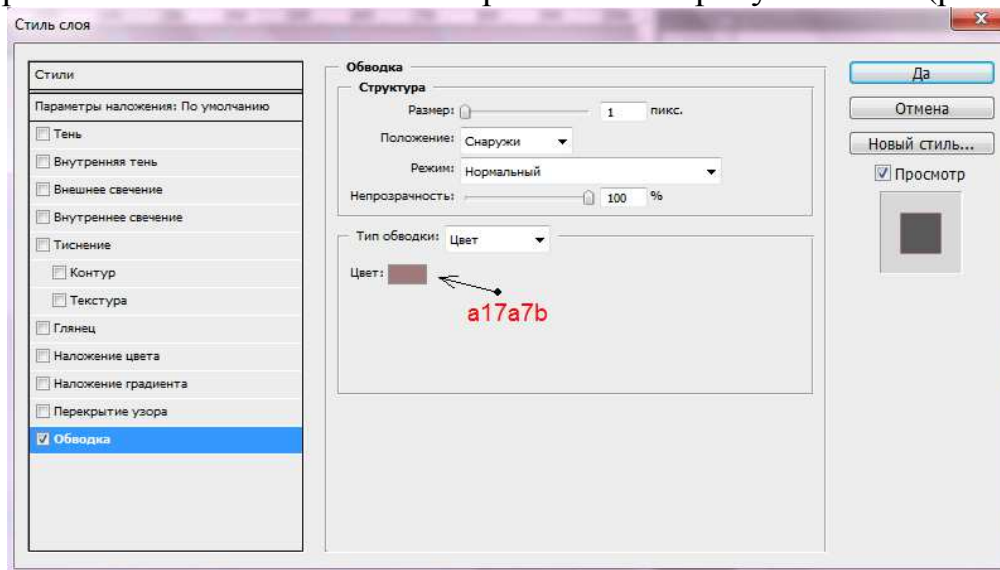 Стиль слоя
Стили
Параметры наложения: По умолчанию
Тень
Внутренняя тень
Внешнее свечение
Внутреннее свечение
Тиснение
Контур
Текстура
Глянец
Наложение цвета
Наложение градиента
Перекрытие узора
Обводка
Обводка
Структура
Размер: 1 пикс.
Положение: Снаружи
Режим: Нормальный
Непрозрачность: 100 %
Тип обводки: Цвет
Цвет:
a17a7b
Да
Отмена
Новый стиль...
Просмотр